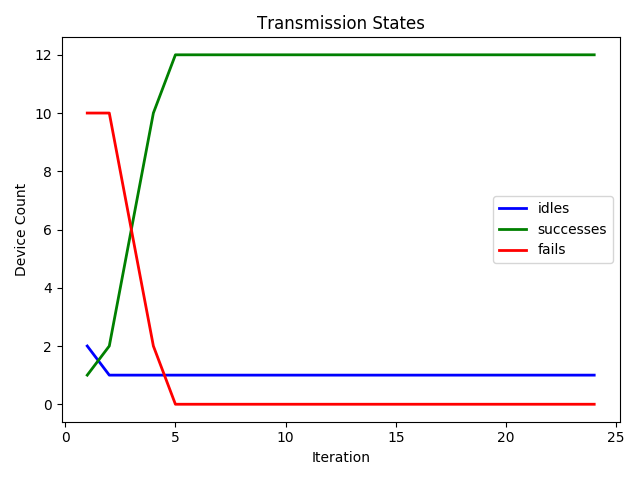 Transmission States
Device Count
12
10
8
6
4
2
0
idles
successes
fails
0 5 10 15 20 25
Iteration